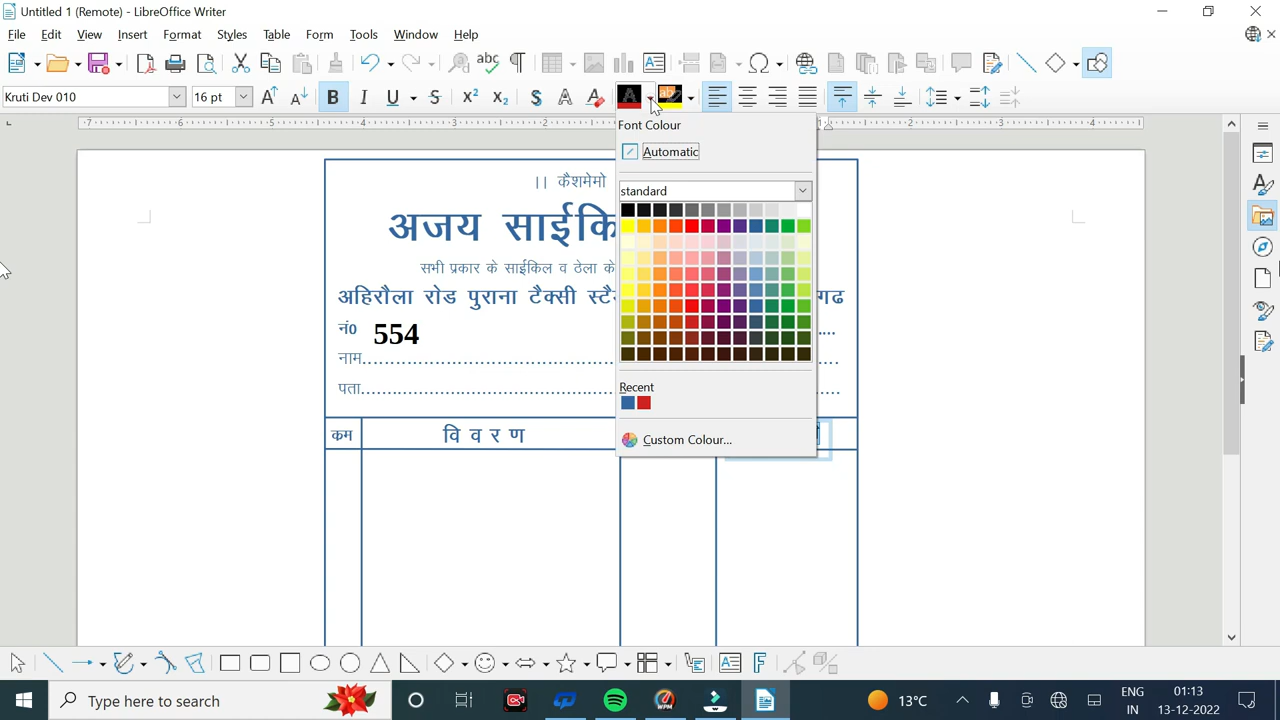 Untitled 1 (Remote) - LibreOffice Writer
File Edit View Insert Format Styles Table Form Tools Window Help
Kruti Dev 010 16 pt
Font Colour
Automatic
standard
Recent
Custom Colour...
।। कैशमेमो
अजय साईकि
सभी प्रकार के साईकिल व ठेला के
अहिरौला रोड पुराना टैक्सी स्टै गढ
नं0 554
नाम
पता
कम वि व र ण
Type here to search
13°C
ENG
IN
01:13
13-12-2022